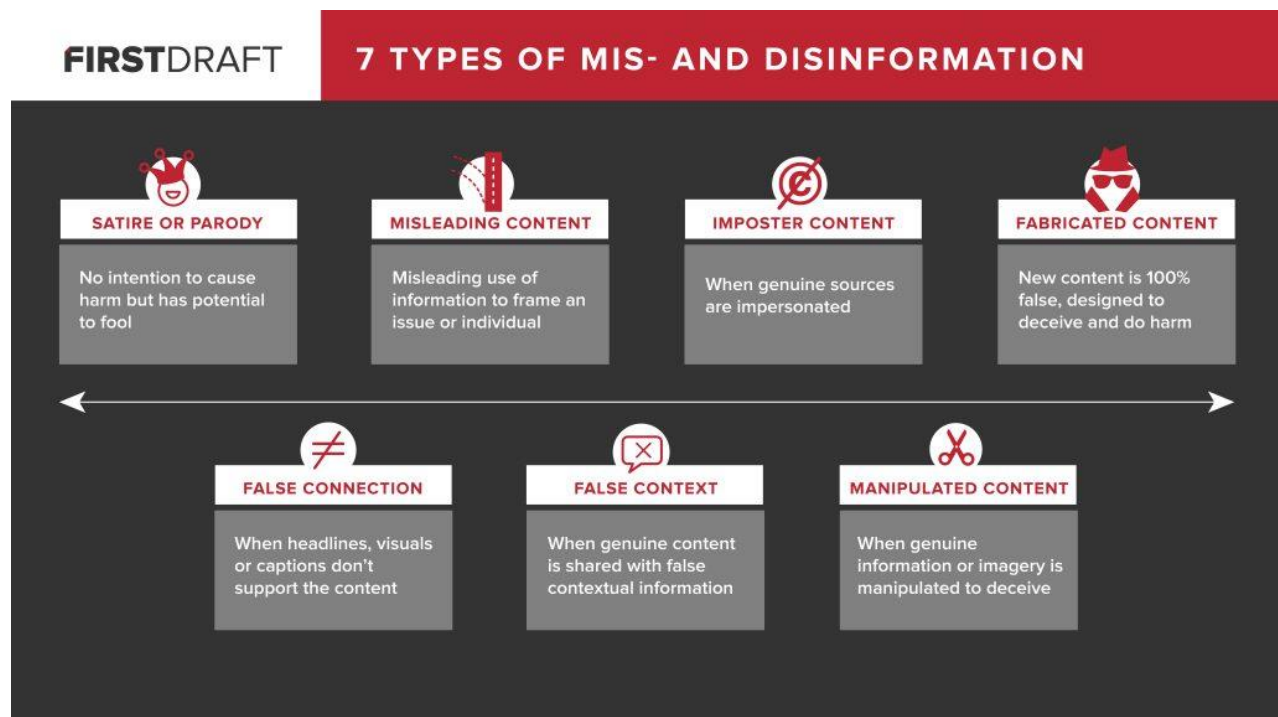 FIRSTDRAFT
7 TYPES OF MIS- AND DISINFORMATION
SATIRE OR PARODY
No intention to cause
harm but has potential
to fool
MISLEADING CONTENT
Misleading use of
information to frame an
issue or individual
IMPOSTER CONTENT
When genuine sources
are impersonated
FABRICATED CONTENT
New content is 100%
false, designed to
deceive and do harm
FALSE CONNECTION
When headlines, visuals
or captions don't
support the content
FALSE CONTEXT
When genuine content
is shared with false
contextual information
MANIPULATED CONTENT
When genuine
information or imagery is
manipulated to deceive